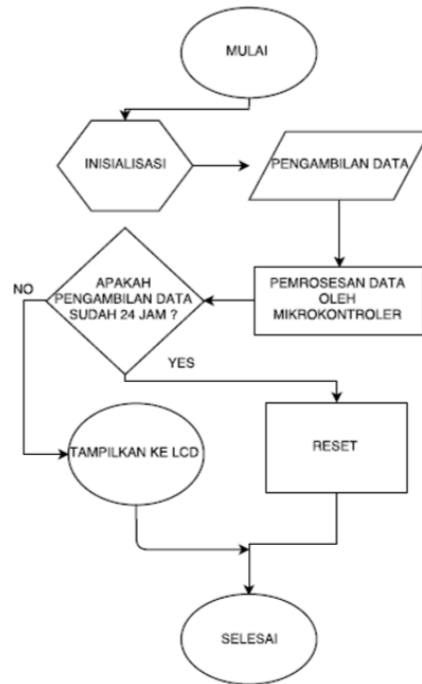 MULAI
INISIALISASI
PENGAMBILAN DATA
APAKAH
PENGAMBILAN DATA
SUDAH 24 JAM ?
PEMROSESAN DATA
OLEH
MIKROKONTROLER
NO
YES
TAMPILKAN KE LCD
RESET
SELESAI